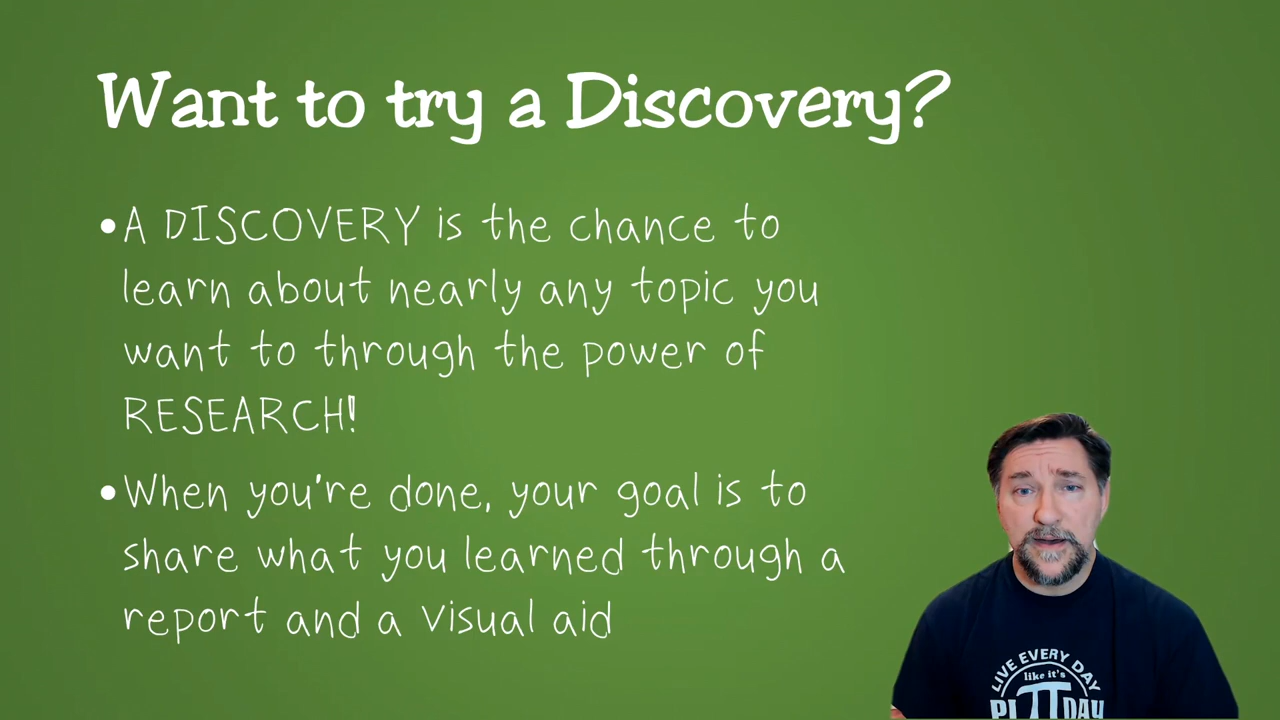 Want to try a Discovery?
•A DISCOVERY is the chance to
learn about nearly any topic you
want to through the power of
RESEARCH!
•When you're done, your goal is to
share what you learned through a
report and a visual aid
LIVE EVERY DAY
like it's
PI DAY